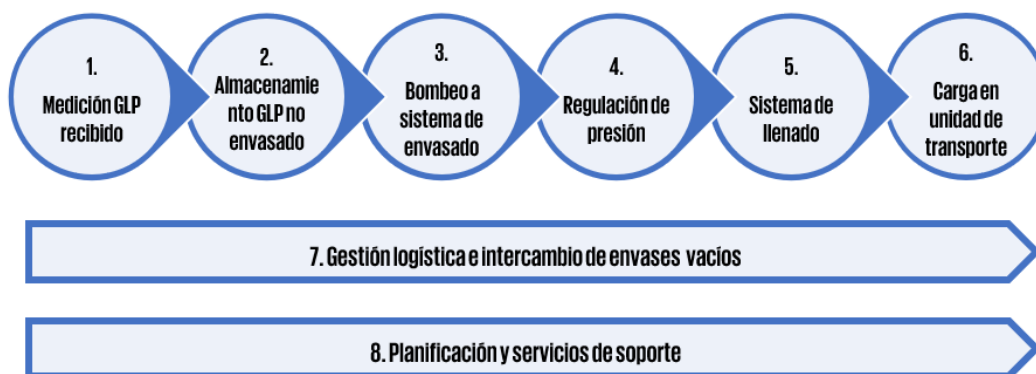 1.
Medición GLP
recibido
2.
Almacenamie
nto GLP no
envasado
3.
Bombeo a
sistema de
envasado
4.
Regulación de
presión
5.
Sistema de
llenado
6.
Carga en
unidad de
transporte
7. Gestión logística e intercambio de envases vacíos
8. Planificación y servicios de soporte